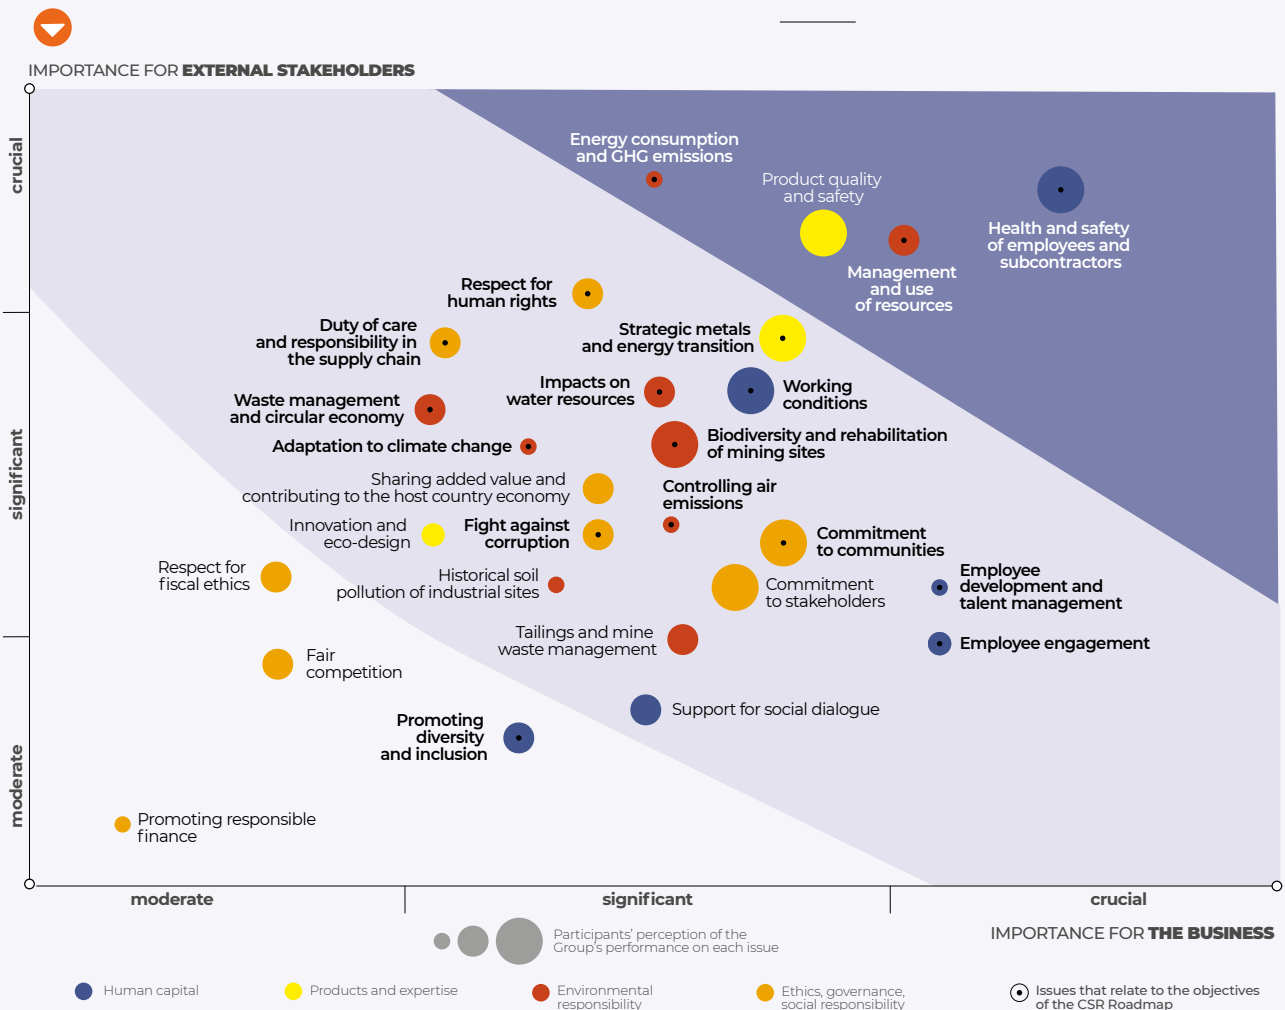 IMPORTANCE FOR EXTERNAL STAKEHOLDERS
crucial
significant
moderate
Energy consumption
and GHG emissions
Product quality
and safety
Health and safety
of employees and
subcontractors
Management
and use
of resources
Respect for
human rights
Duty of care
and responsibility in
the supply chain
Strategic metals
and energy transition
Waste management
and circular economy
Impacts on
water resources
Working
conditions
Adaptation to climate change
Biodiversity and rehabilitation
of mining sites
Sharing added value and
contributing to the host country economy
Controlling air
emissions
Innovation and
eco-design
Fight against
corruption
Commitment
to communities
Respect for
fiscal ethics
Historical soil
pollution of industrial sites
Commitment
to stakeholders
Employee
development and
talent management
Tailings and mine
waste management
Employee engagement
Fair
competition
Support for social dialogue
Promoting
diversity
and inclusion
Promoting responsible
finance
moderate
significant
crucial
IMPORTANCE FOR THE BUSINESS
Participants' perception of the
Group's performance on each issue
Human capital
Products and expertise
Environmental
responsibility
Ethics, governance,
social responsibility
Issues that relate to the objectives
of the CSR Roadmap